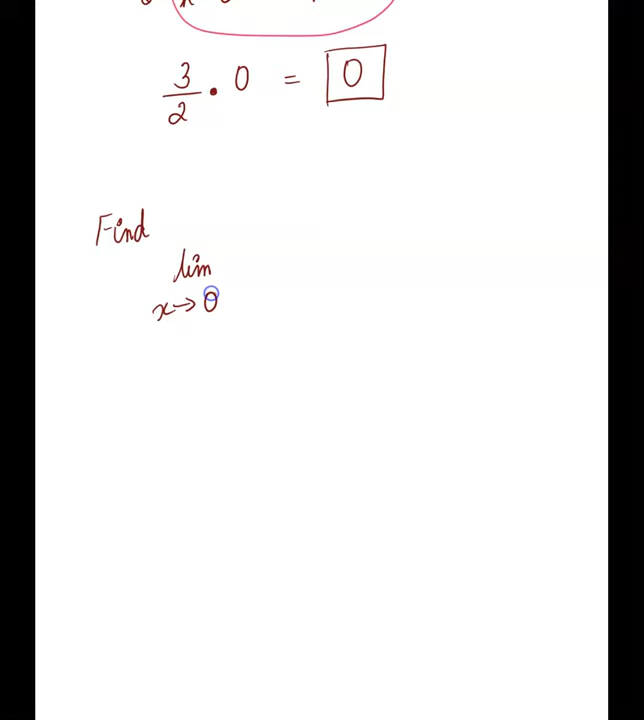 3/2 • 0 = 0
Find
lim
x→0